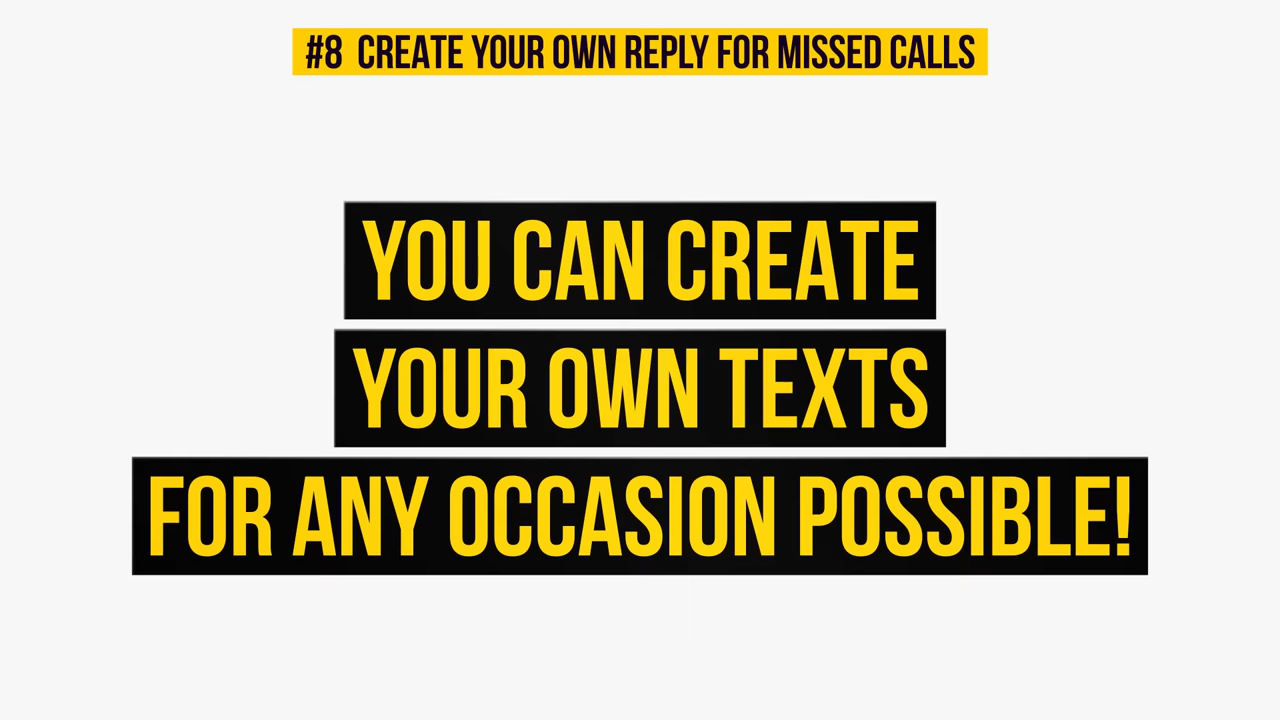 #8 CREATE YOUR OWN REPLY FOR MISSED CALLS
YOU CAN CREATE
YOUR OWN TEXTS
FOR ANY OCCASION POSSIBLE!